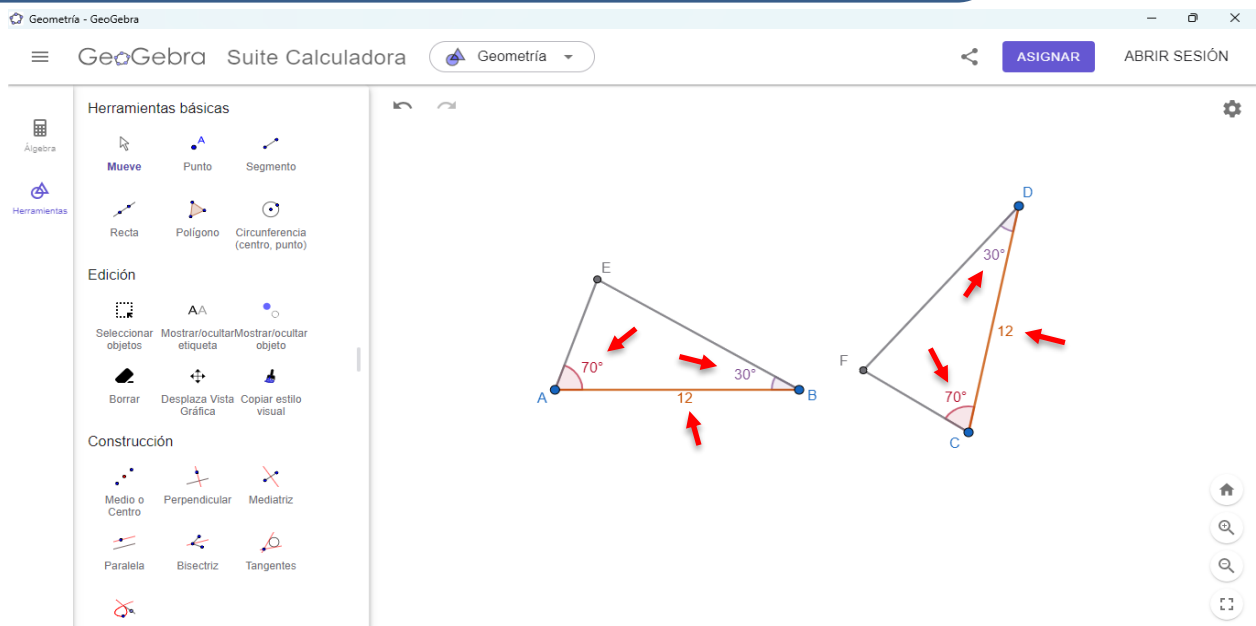 Geometría - GeoGebra
GeoGebra Suite Calculadora Geometría ASIGNAR ABRIR SESIÓN
Álgebra
Herramientas
Herramientas básicas
Mueve Punto Segmento
Recta Polígono Circunferencia
(centro, punto)
Edición
Seleccionar Mostrar/ocultar Mostrar/ocultar
objetos etiqueta objeto
Borrar Desplaza Vista Copiar estilo
Gráfica visual
Construcción
Medio o Perpendicular Mediatriz
Centro
Paralela Bisectriz Tangentes
A
AA
E
70°
30°
A
12
B
D
30°
12
F
70°
C